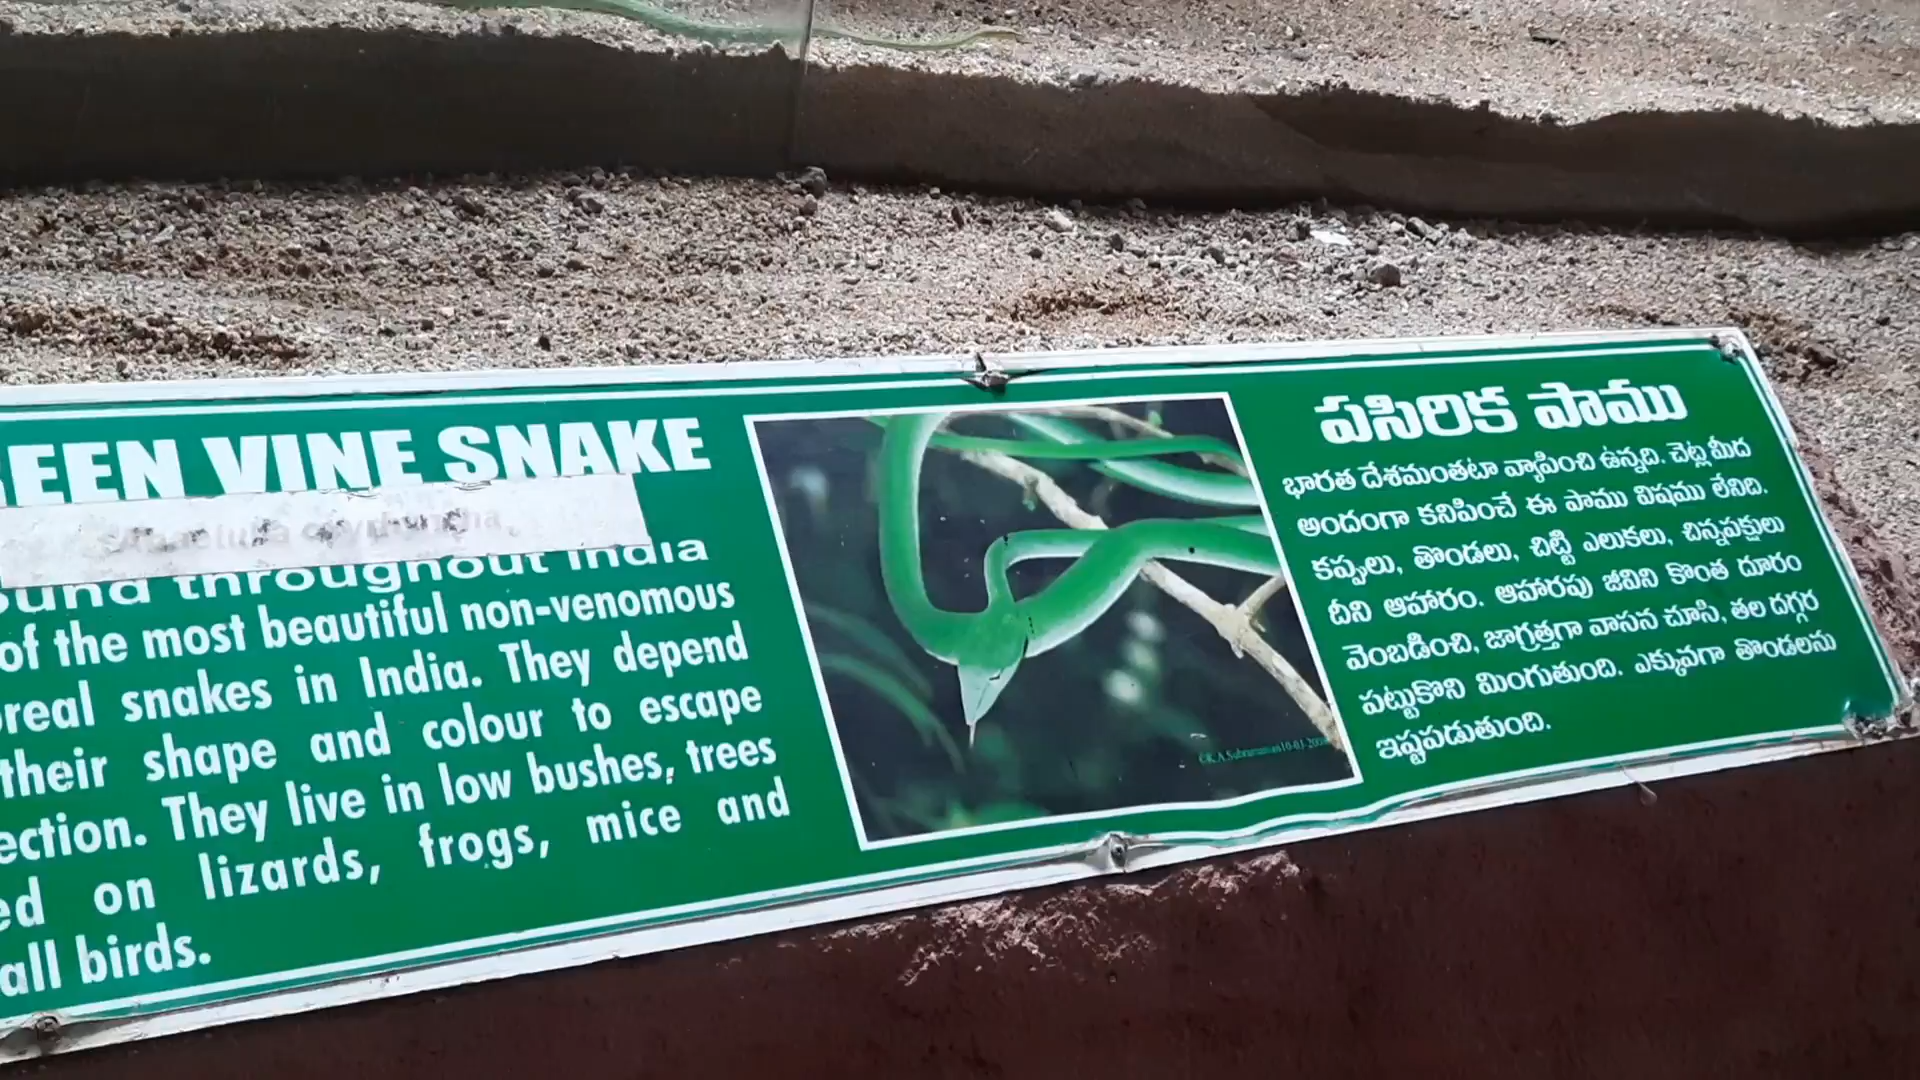 EEN VINE SNAKE
throughout India
of the most beautiful non-venomous
real snakes in India. They depend
their shape and colour to escape
ection. They live in low bushes, trees
ed on lizards, frogs, mice and
all birds.
పసిరిక పాము
భారత దేశమంతటా వ్యాపించి ఉన్నది. చెట్ల మీద
అందంగా కనిపించే ఈ పాము విషము లేనిది.
కప్పలు, తొండలు, చిట్టి ఎలుకలు, చిన్నపక్షులు
దీని ఆహారం. ఆహారపు జీవిని కొంత దూరం
వెంబడించి, జాగ్రత్తగా వాసన చూసి, తల దగ్గర
పట్టుకొని మింగుతుంది. ఎక్కువగా తొండలను
ఇష్టపడుతుంది.